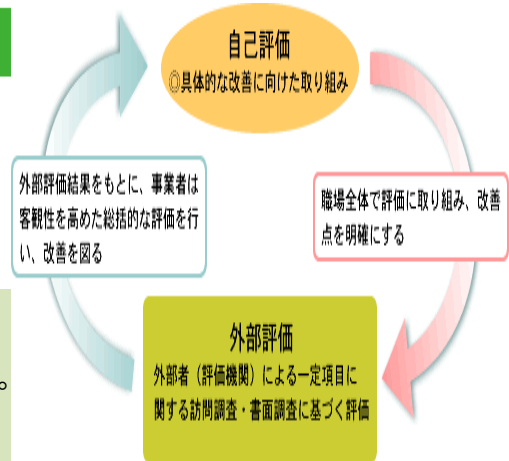 自己評価
◎具体的な改善に向けた取り組み
外部評価結果をもとに、事業者は
客観性を高めた総括的な評価を行
い、改善を図る
職場全体で評価に取り組み、改善
点を明確にする
外部評価
外部者（評価機関）による一定項目に
関する訪問調査・書面調査に基づく評価
。